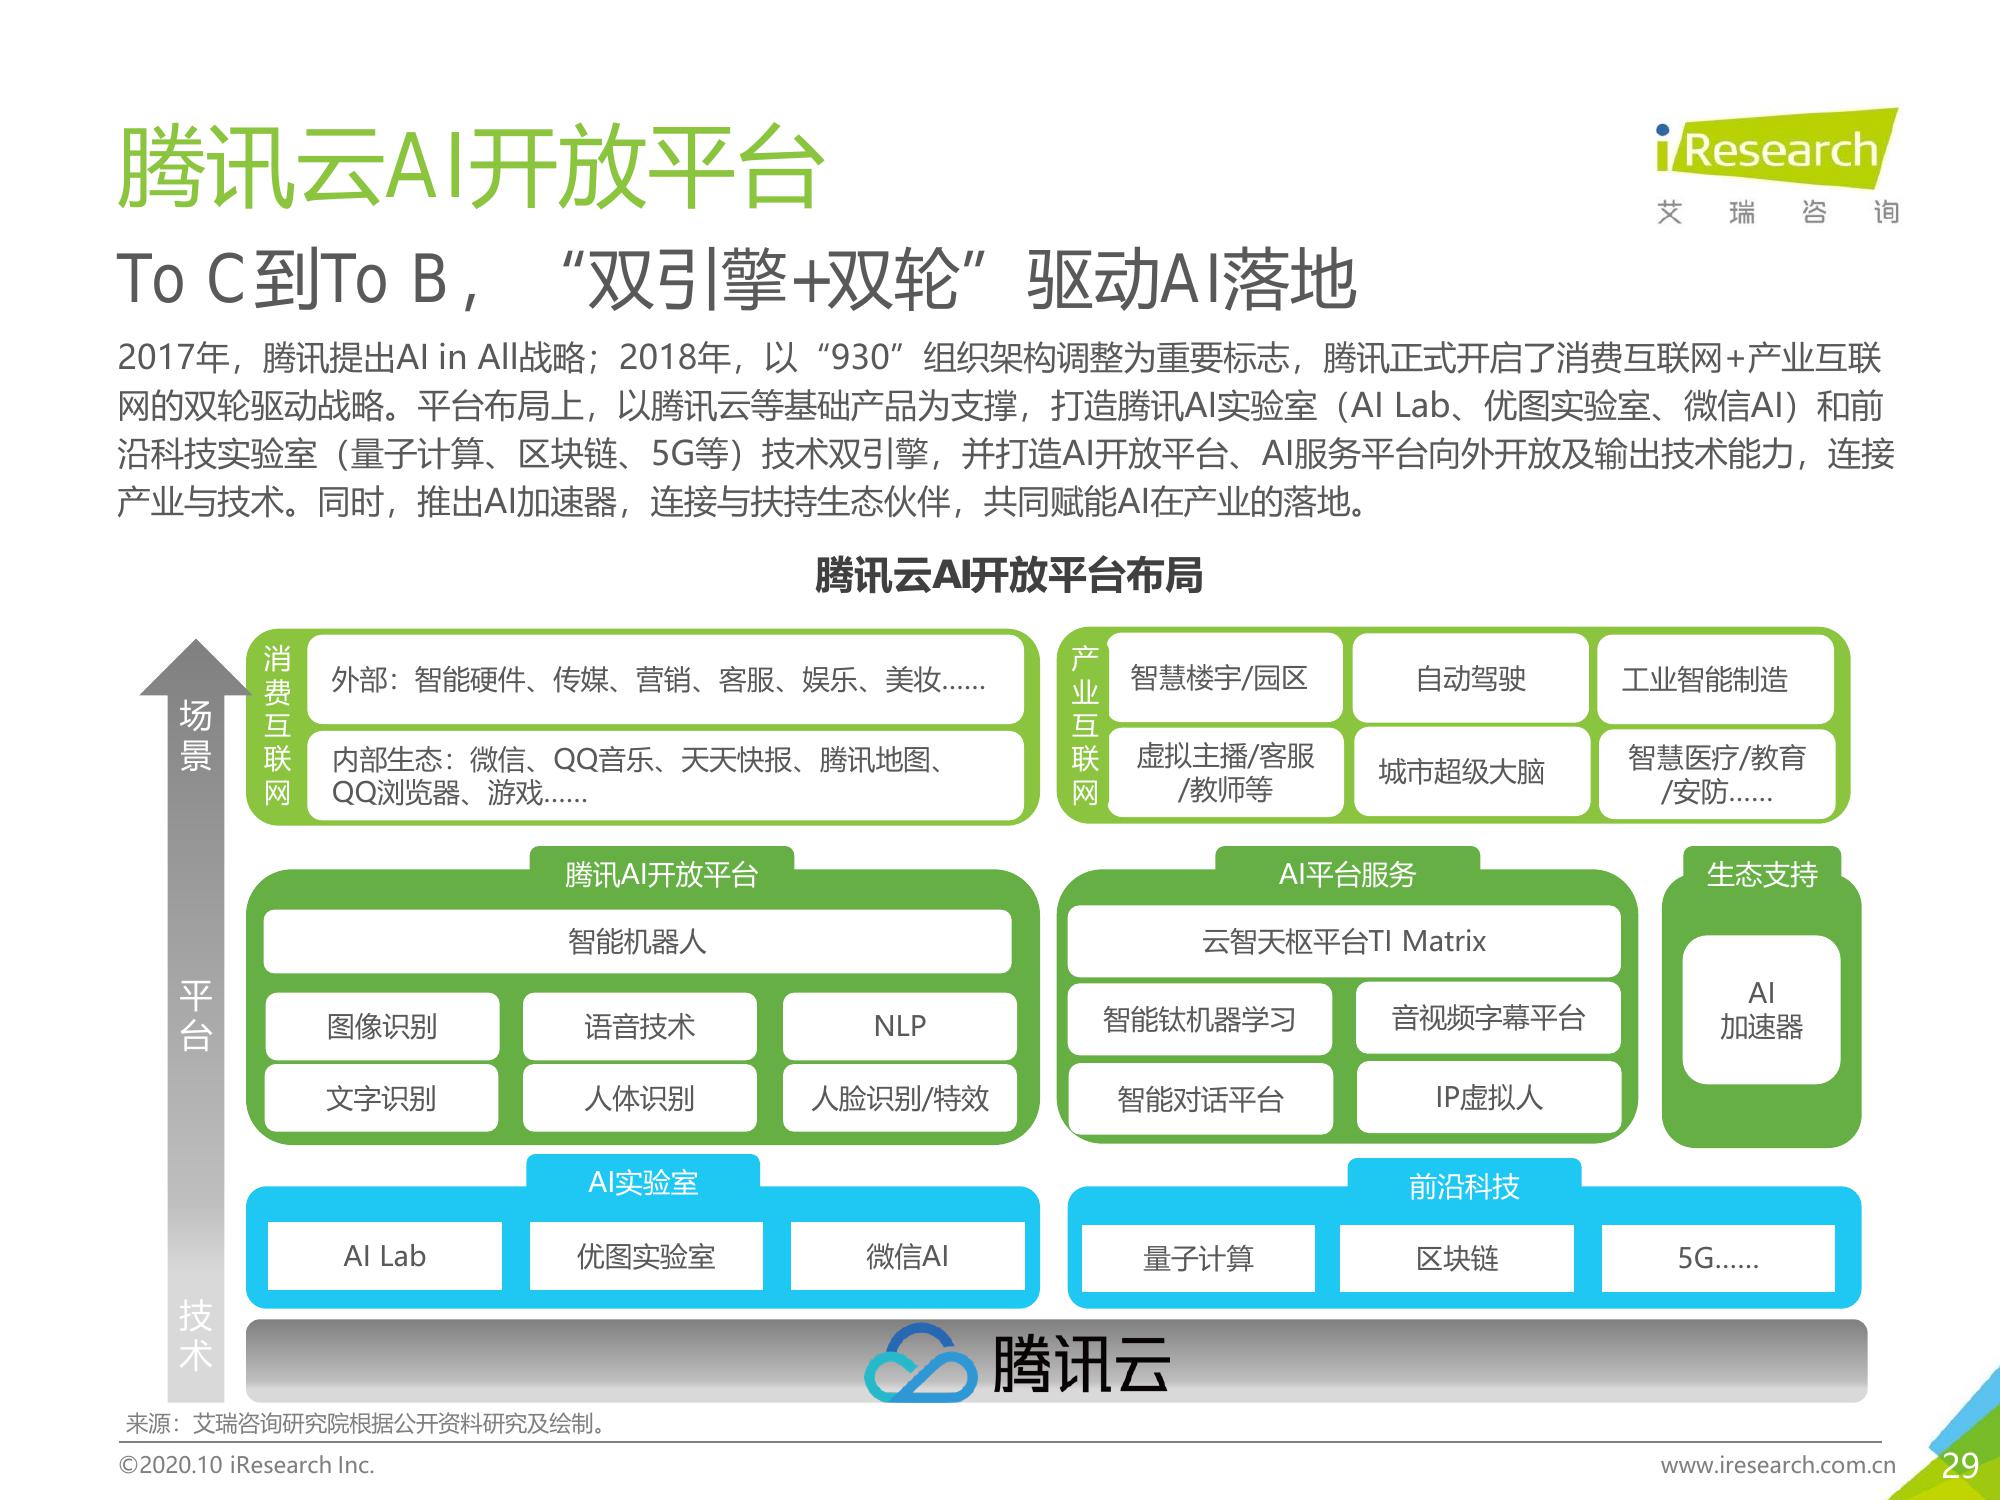 腾讯云AI开放平台
iResearch
艾瑞咨询
To C到To B，“双引擎+双轮”驱动AI落地
2017年，腾讯提出AI in All战略；2018年，以“930”组织架构调整为重要标志，腾讯正式开启了消费互联网+产业互联
网的双轮驱动战略。平台布局上，以腾讯云等基础产品为支撑，打造腾讯AI实验室（AI Lab、优图实验室、微信AI）和前
沿科技实验室（量子计算、区块链、5G等）技术双引擎，并打造AI开放平台、AI服务平台向外开放及输出技术能力，连接
产业与技术。同时，推出AI加速器，连接与扶持生态伙伴，共同赋能AI在产业的落地。
腾讯云AI开放平台布局
场景
消费互联网
外部：智能硬件、传媒、营销、客服、娱乐、美妆……
内部生态：微信、QQ音乐、天天快报、腾讯地图、
QQ浏览器、游戏……
产业互联网
智慧楼宇/园区
自动驾驶
工业智能制造
虚拟主播/客服
/教师等
城市超级大脑
智慧医疗/教育
/安防……
平台
腾讯AI开放平台
智能机器人
图像识别
语音技术
NLP
文字识别
人体识别
人脸识别/特效
AI平台服务
云智天枢平台TI Matrix
智能钛机器学习
音视频字幕平台
智能对话平台
IP虚拟人
生态支持
AI
加速器
技术
AI实验室
AI Lab
优图实验室
微信AI
前沿科技
量子计算
区块链
5G……
腾讯云
来源：艾瑞咨询研究院根据公开资料研究及绘制。
©2020.10 iResearch Inc.
www.iresearch.com.cn
29